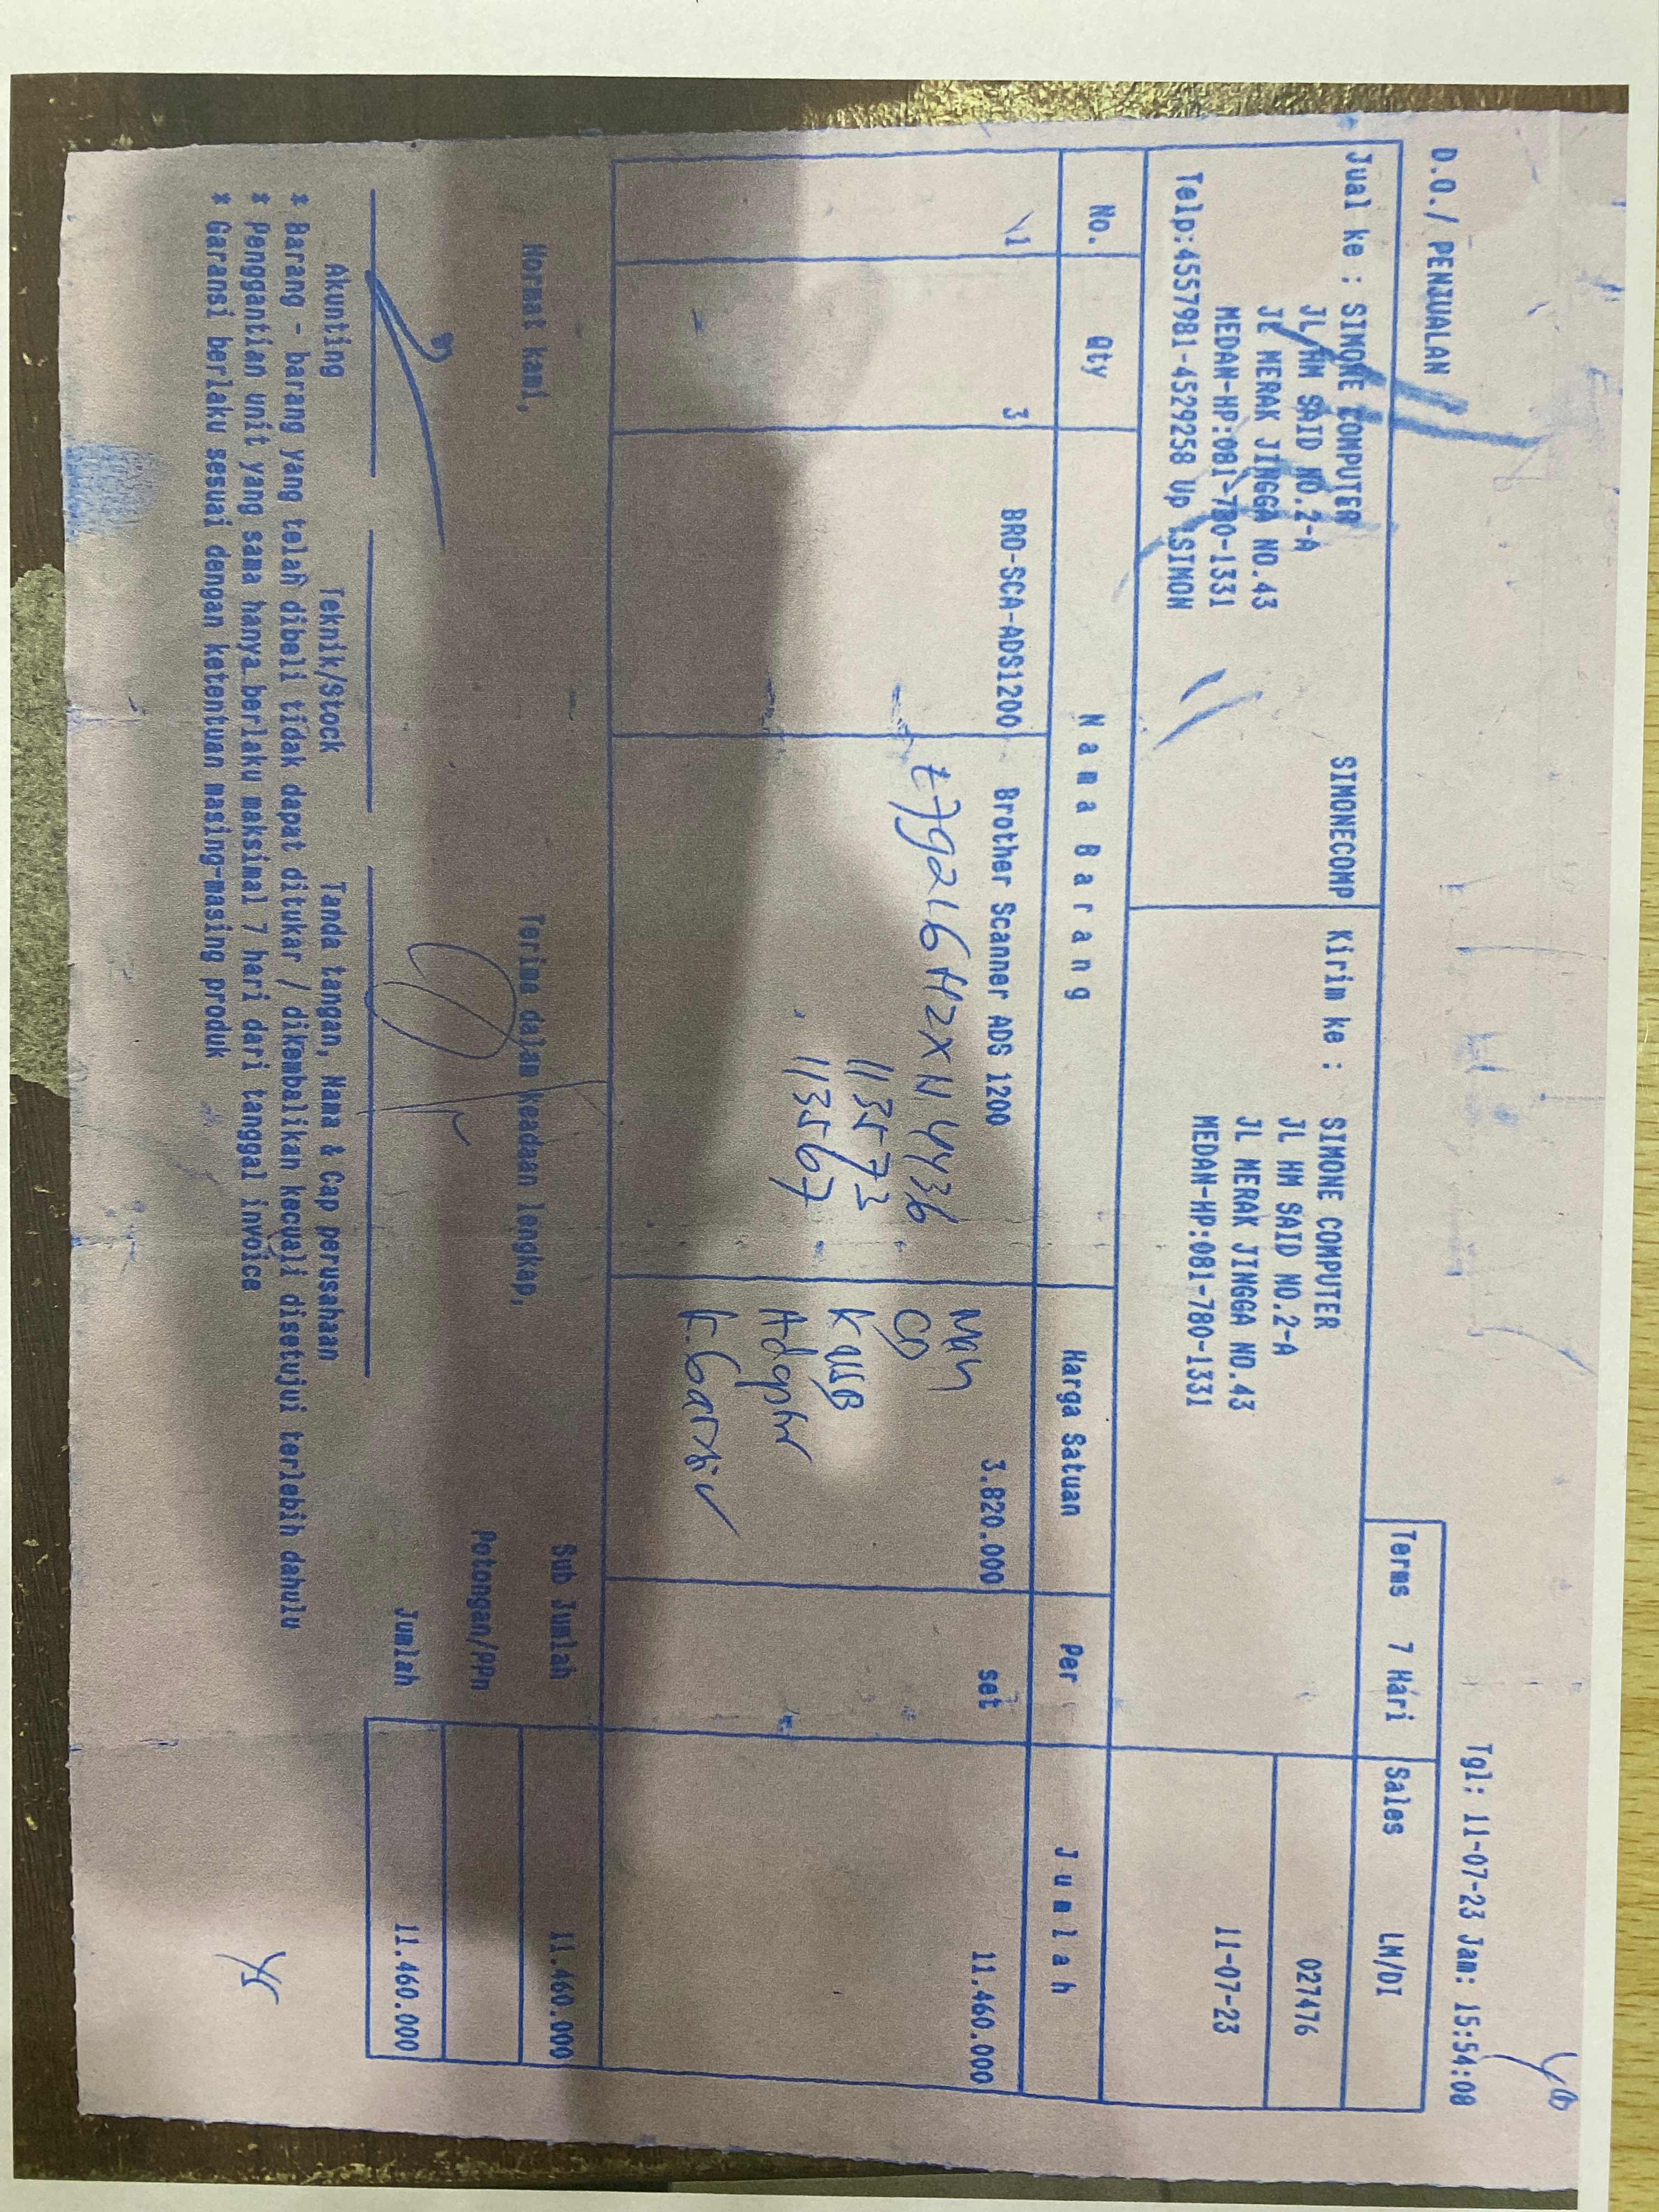 D.O./ PENJUALAN
Tgl: 11-07-23 Jam: 15:54:08
Terms 7 Hari Sales LM/DI
Jual ke : SIMONE COMPUTER SIMONECOMP
JL HM SAID NO.2-A
JL MERAK JINGGA NO.43
MEDAN-HP:081-780-1331
Telp:4557981-4529258 Up :SIMON
Kirim ke : SIMONE COMPUTER
JL HM SAID NO.2-A
JL MERAK JINGGA NO.43
MEDAN-HP:081-780-1331
027476
11-07-23
No. Qty Nama Barang Harga Satuan Per Jumlah
1 3 BRO-SCA-ADS1200 Brother Scanner ADS 1200 3.820.000 set 11.460.000
113573
113567
CD
K USB
Hormat kami,
Terima dalam keadaan lengkap,
Sub Jumlah 11.460.000
Potongan/PPn
Jumlah 11.460.000
Akunting Teknik/Stock Tanda tangan, Nama & Cap perusahaan
* Barang - barang yang telah dibeli tidak dapat ditukar / dikembalikan kecuali disetujui terlebih dahulu
* Penggantian unit yang sama hanya berlaku maksimal 7 hari dari tanggal invoice
* Garansi berlaku sesuai dengan ketentuan masing-masing produk